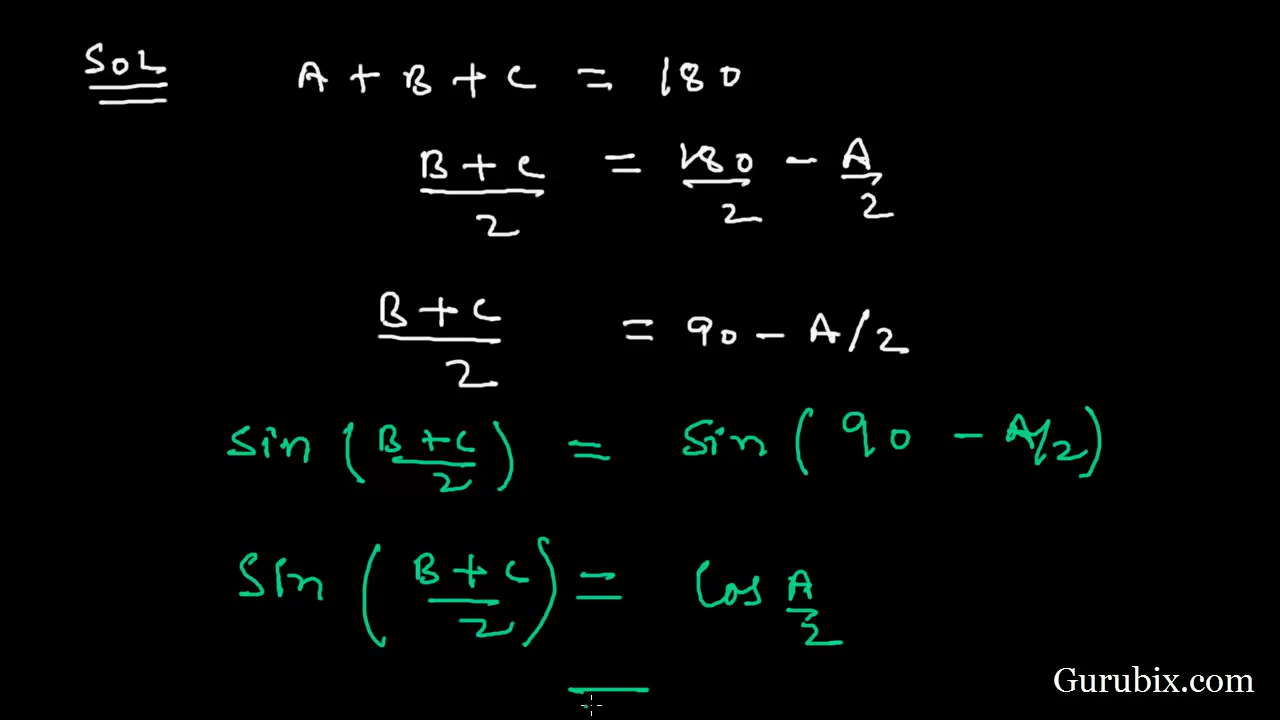 SOL A + B + C = 180
B + C / 2 = 180 / 2 - A / 2
B + C / 2 = 90 - A/2
Sin ( B + C / 2 ) = Sin ( 90 - A/2 )
Sin ( B + C / 2 ) = Cos A / 2
Gurubix.com